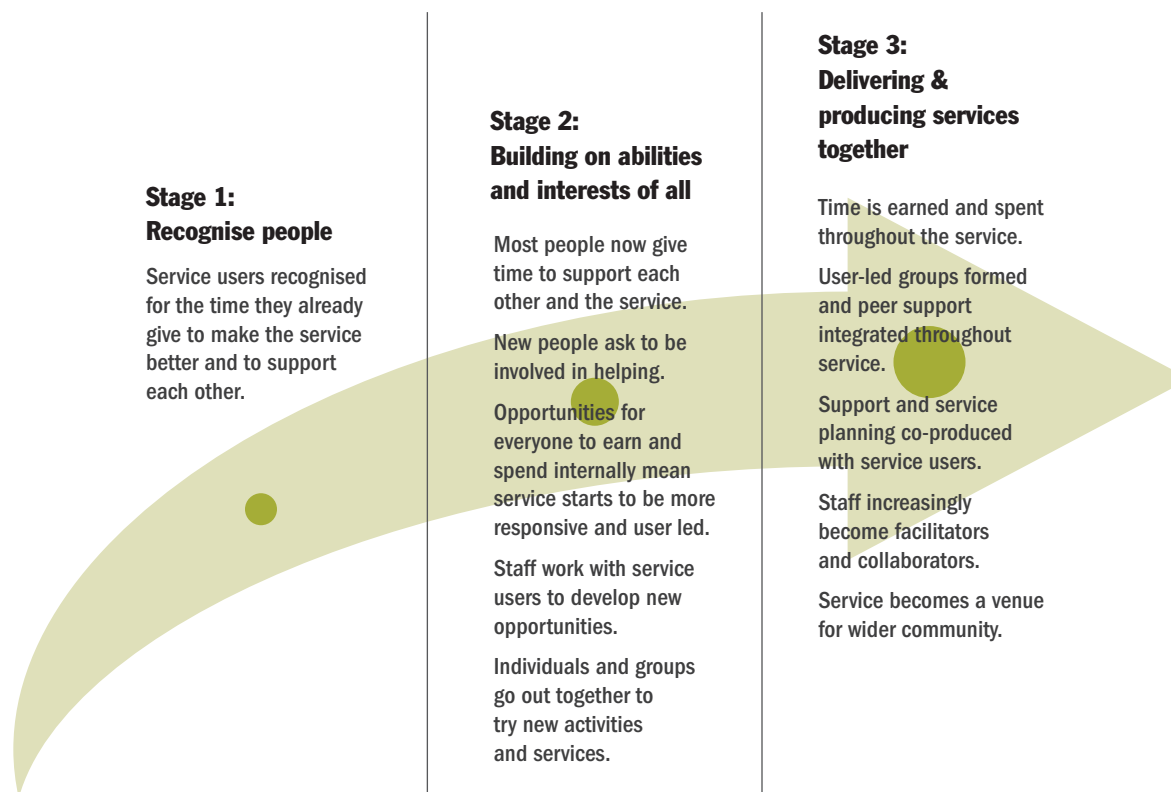 Stage 1:
Recognise people
Service users recognised
for the time they already
give to make the service
better and to support
each other.
Stage 2:
Building on abilities
and interests of all
Most people now give
time to support each
other and the service.
New people ask to be
involved in helping.
Opportunities for
everyone to earn and
spend internally mean
service starts to be more
responsive and user led.
Staff work with service
users to develop new
opportunities.
Individuals and groups
go out together to
try new activities
and services.
Stage 3:
Delivering &
producing services
together
Time is earned and spent
throughout the service.
User-led groups formed
and peer support
integrated throughout
service.
Support and service
planning co-produced
with service users.
Staff increasingly
become facilitators
and collaborators.
Service becomes a venue
for wider community.